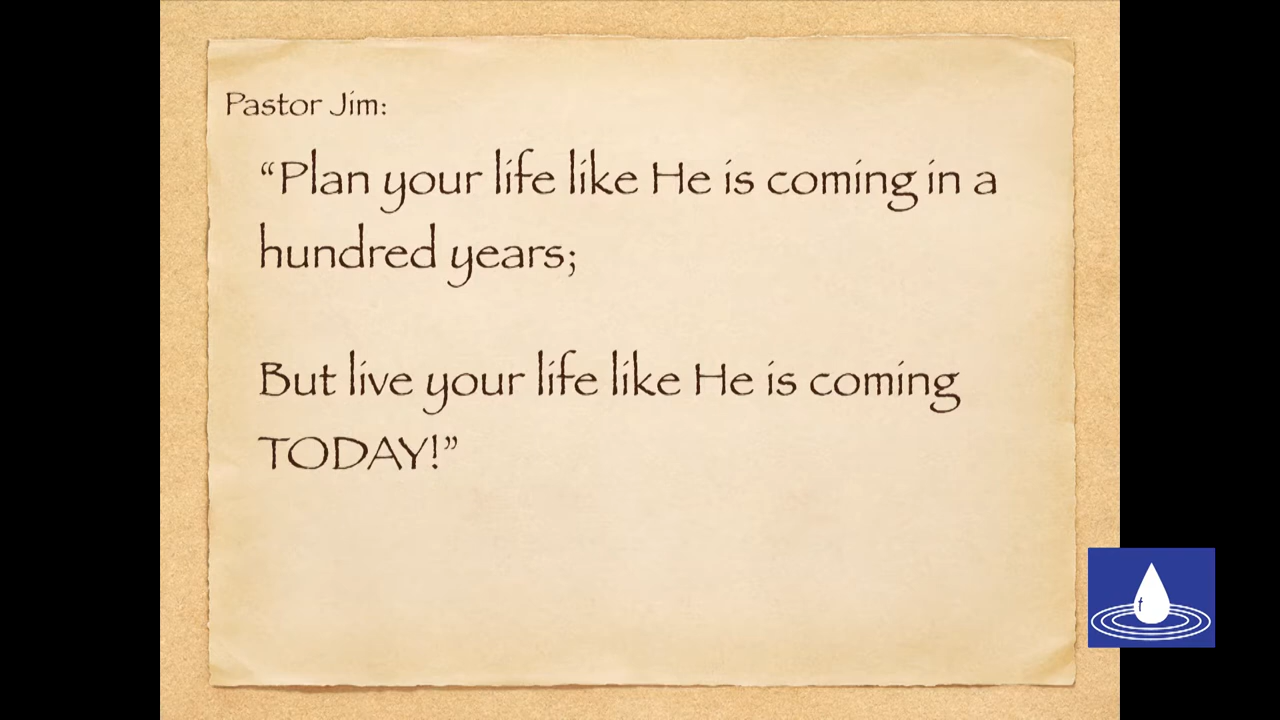 Pastor Jim:
“Plan your life like He is coming in a
hundred years;
But live your life like He is coming
TODAY!”
t